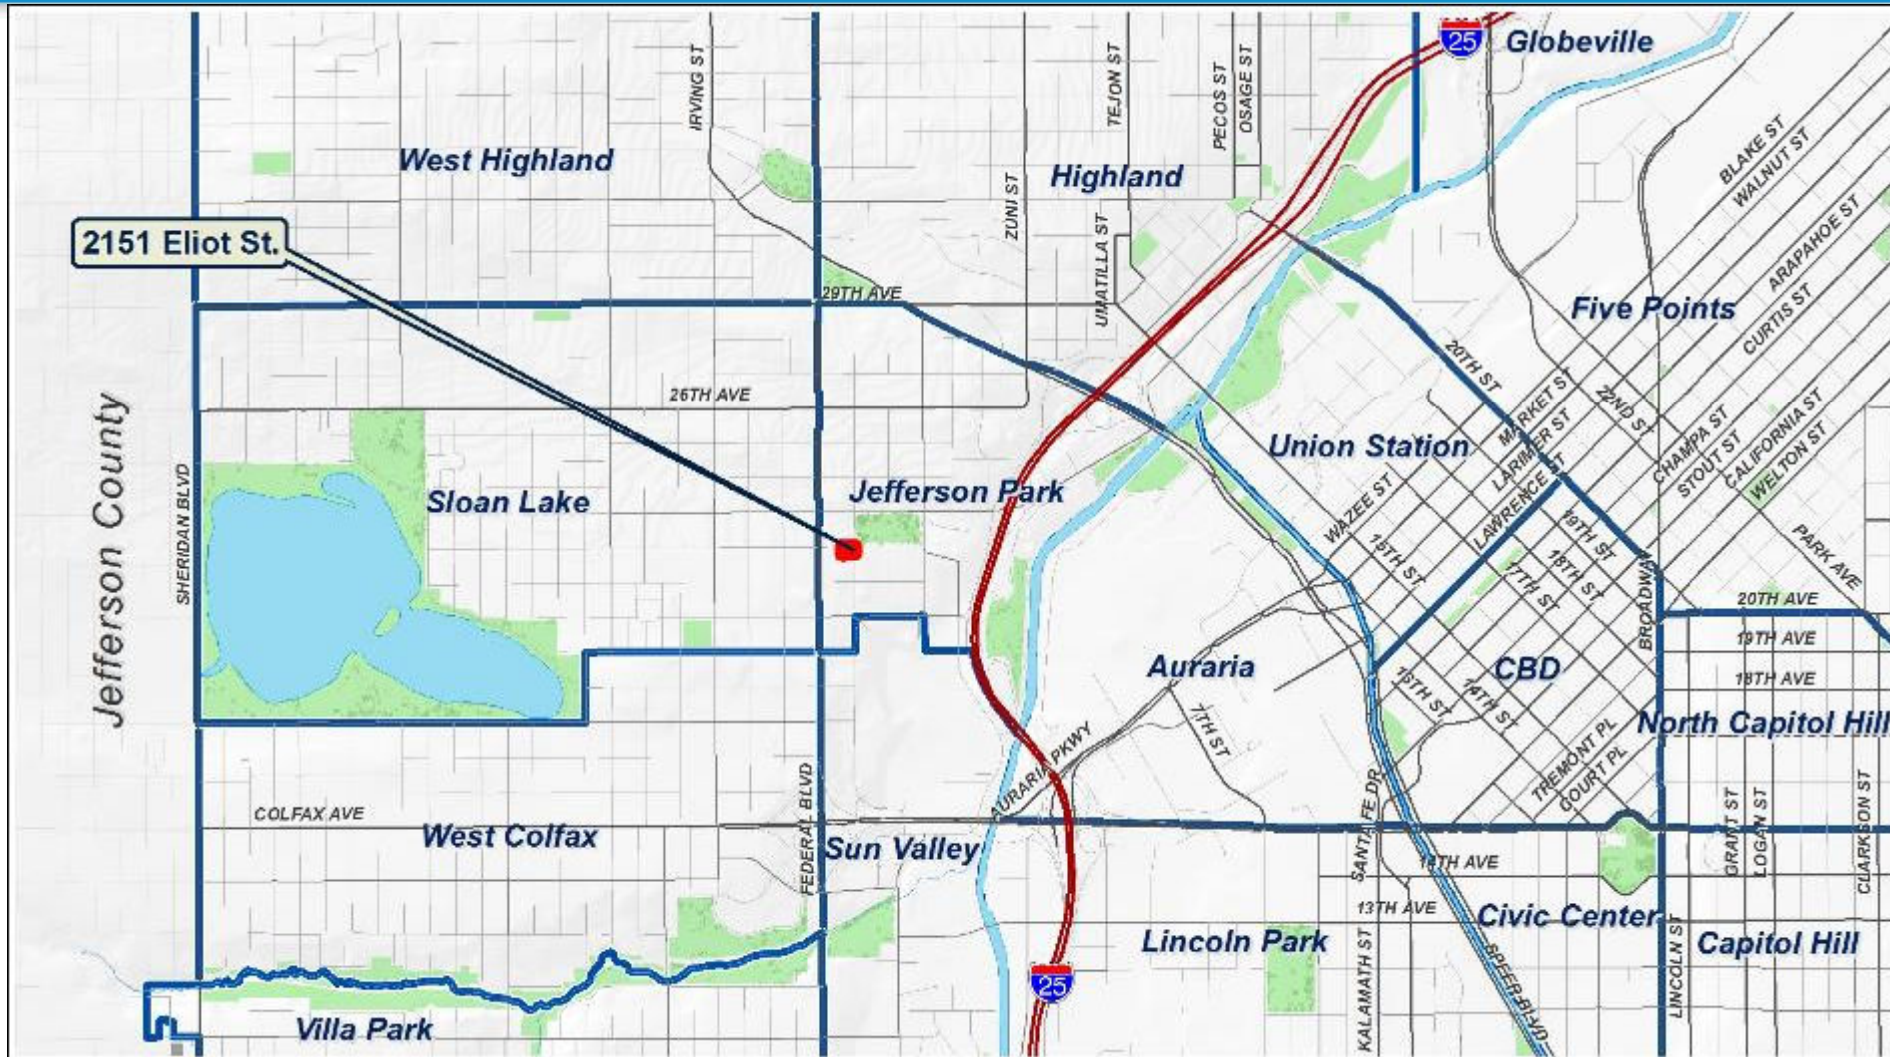 25
Globeville
IRVING ST
TEJON ST
PECOS ST
OSAGE ST
BLAKE ST
WALNUT ST
West Highland
Highland
ZUNI ST
UMATILLA ST
ARAPAHOE ST
2151 Eliot St.
29TH AVE
Five Points
CURTIS ST
20TH ST
26TH AVE
MARKET ST
22ND ST
LARIMER ST
CHAMPA ST
STOUT ST
CALIFORNIA ST
WELTON ST
Jefferson County
SHERIDAN BLVD
Sloan Lake
Jefferson Park
Union Station
WAZEE ST
LAWRENCE ST
15TH ST
19TH ST
18TH ST
17TH ST
PARK AVE
BROADWAY
20TH AVE
19TH AVE
18TH AVE
Auraria
CBD
15TH ST
14TH ST
7TH ST
North Capitol Hill
TREMONT PL
COURT PL
AURARIA PKWY
COLFAX AVE
West Colfax
FEDERAL BLVD
Sun Valley
SANTA FE DR
14TH AVE
GRANT ST
LOGAN ST
CLARKSON ST
13TH AVE
Civic Center
Lincoln Park
Capitol Hill
KALAMATH ST
SPEER BLVD
LINCOLN ST
25
Villa Park